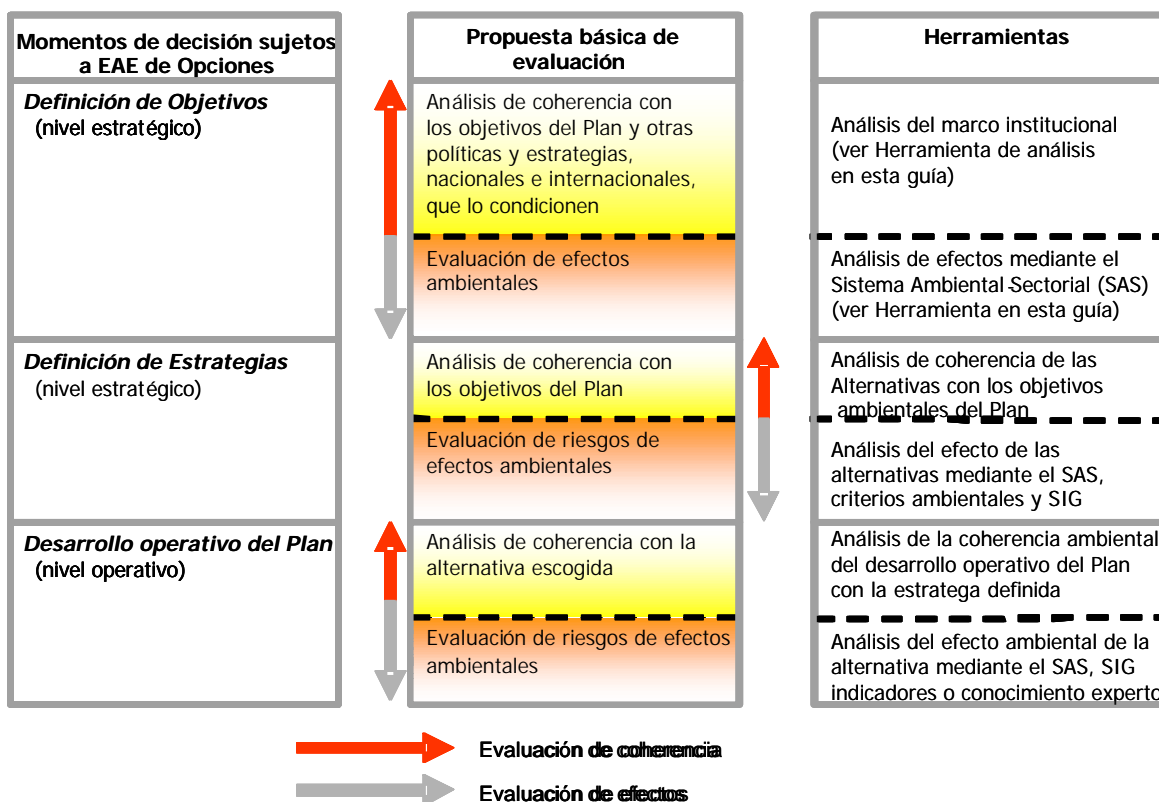 Momentos de decisión sujetos
a EAE de Opciones
Definición de Objetivos
(nivel estratégico)
Definición de Estrategias
(nivel estratégico)
Desarrollo operativo del Plan
(nivel operativo)
Propuesta básica de
evaluación
Análisis de coherencia con
los objetivos del Plan y otras
políticas y estrategias,
nacionales e internacionales,
que lo condicionen
Evaluación de efectos
ambientales
Análisis de coherencia con
los objetivos del Plan
Evaluación de riesgos de
efectos ambientales
Análisis de coherencia con la
alternativa escogida
Evaluación de riesgos de efectos
ambientales
Herramientas
Análisis del marco institucional
(ver Herramienta de análisis
en esta guía)
Análisis de efectos mediante el
Sistema Ambiental-Sectorial (SAS)
(ver Herramienta en esta guía)
Análisis de coherencia de las
Alternativas con los objetivos
ambientales del Plan
Análisis del efecto de las
alternativas mediante el SAS,
criterios ambientales y SIG
Análisis de la coherencia ambiental
del desarrollo operativo del Plan
con la estratega definida
Análisis del efecto ambiental de la
alternativa mediante el SAS, SIG
indicadores o conocimiento experto
Evaluación de coherencia
Evaluación de efectos